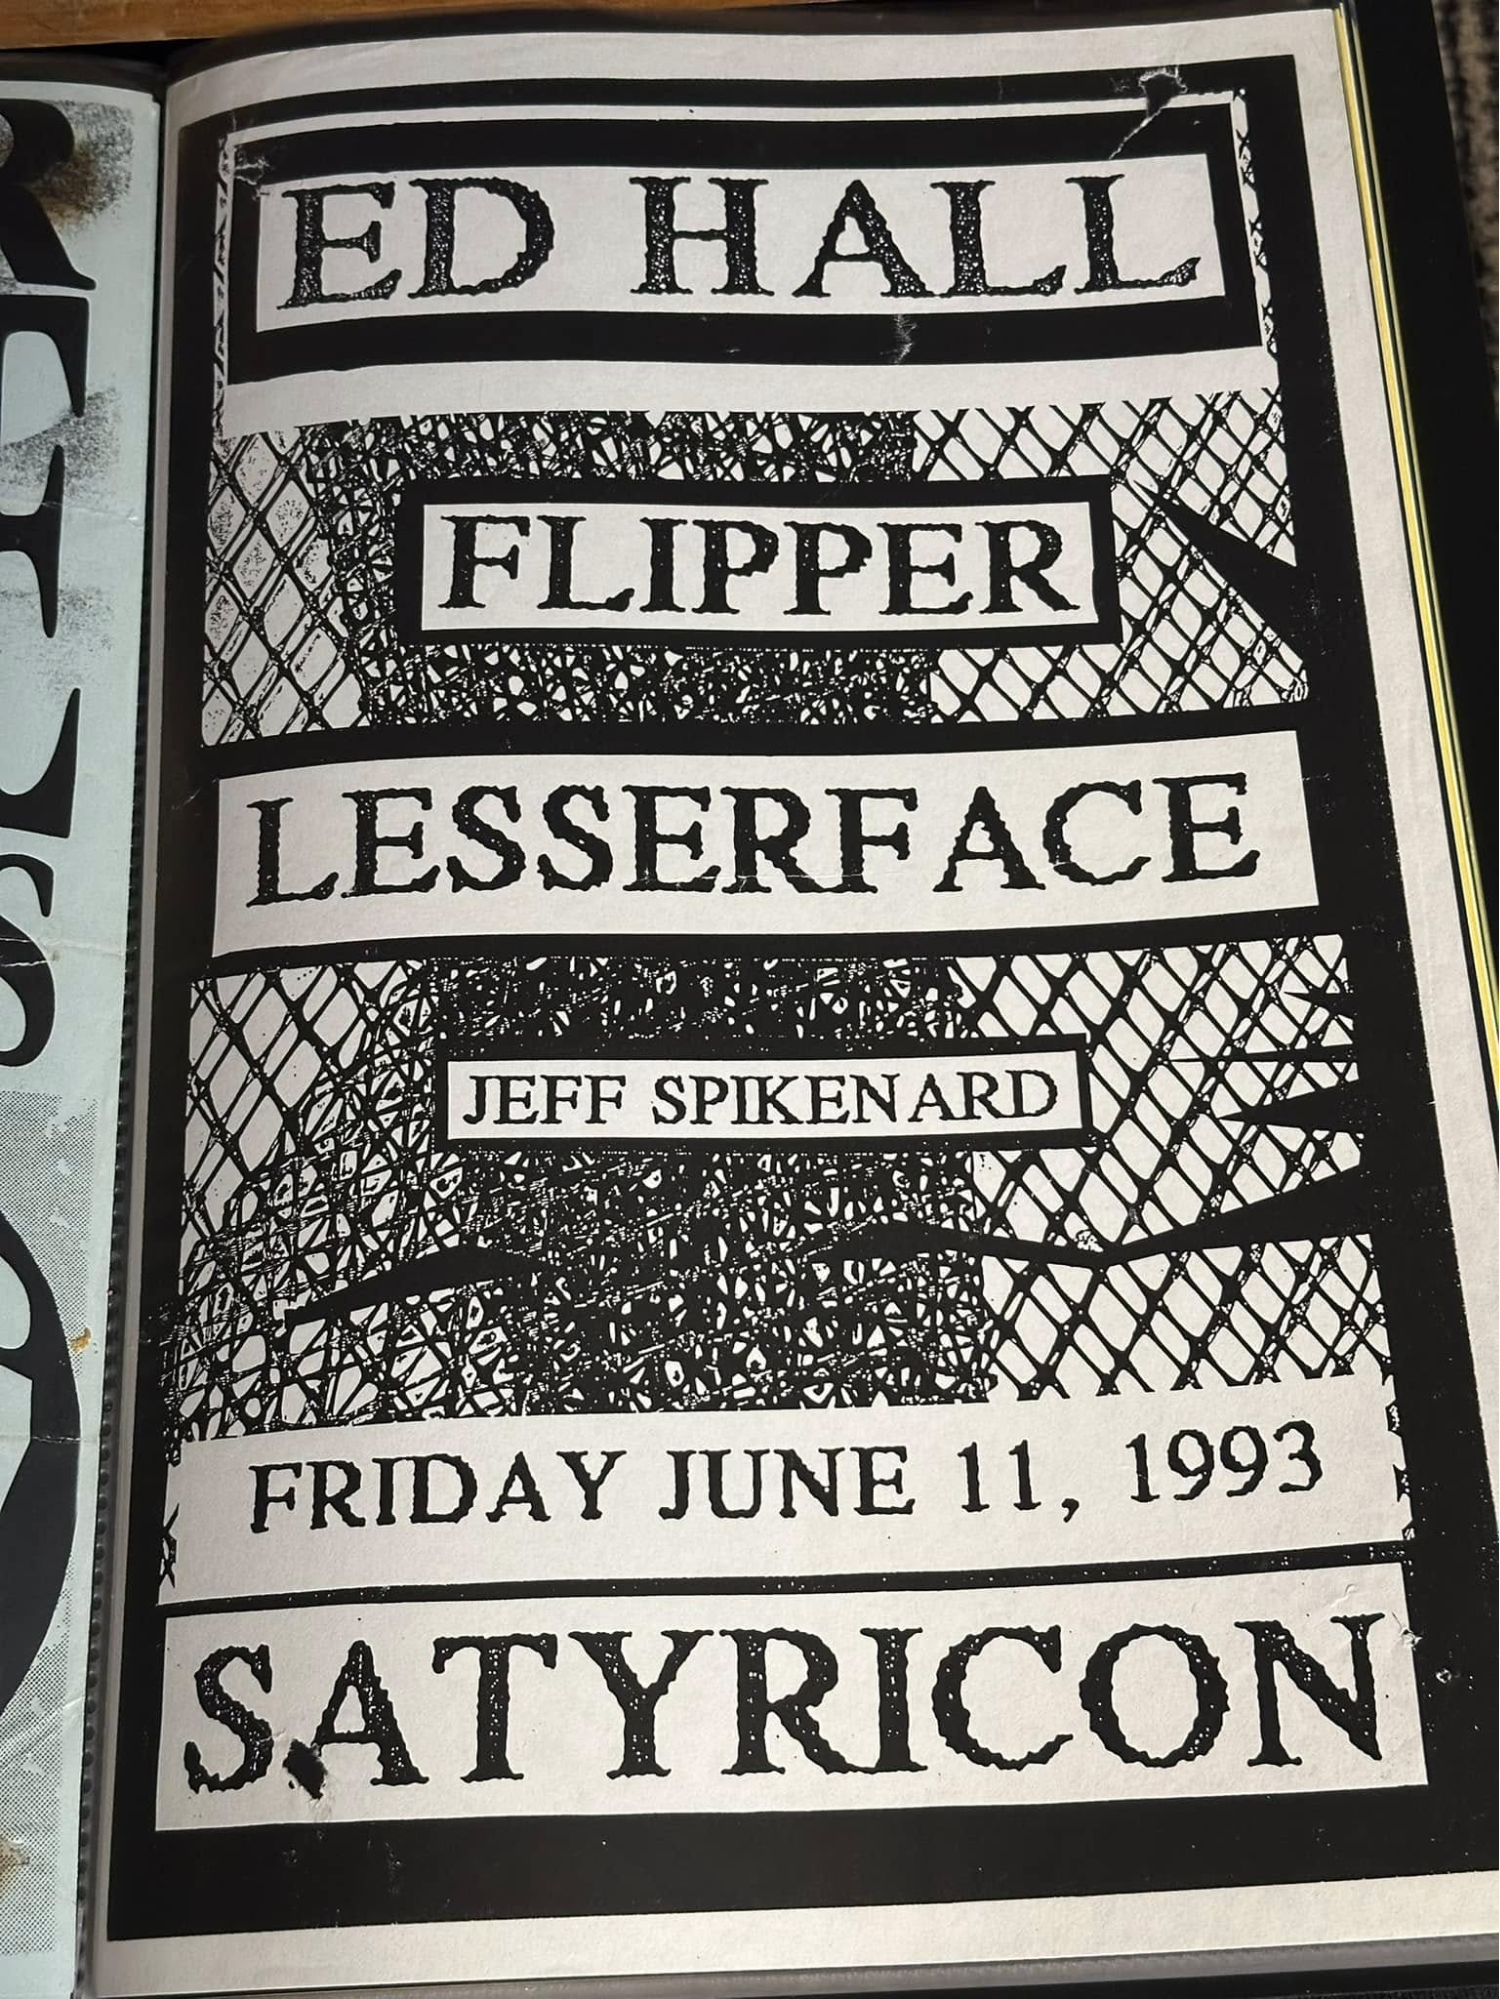 ED HALL
FLIPPER
LESSERFACE
JEFF SPIKENARD
FRIDAY JUNE 11, 1993
SATYRICON